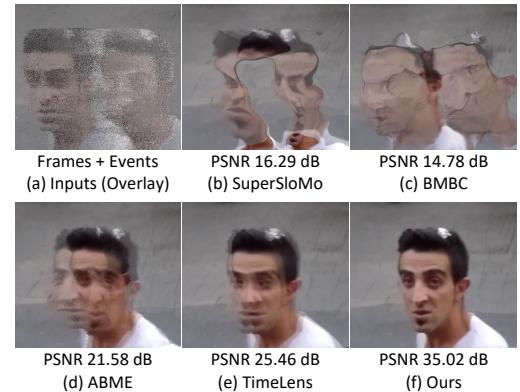 Frames + Events
(a) Inputs (Overlay)
PSNR 16.29 dB
(b) SuperSloMo
PSNR 14.78 dB
(c) BMBC
PSNR 21.58 dB
(d) ABME
PSNR 25.46 dB
(e) TimeLens
PSNR 35.02 dB
(f) Ours